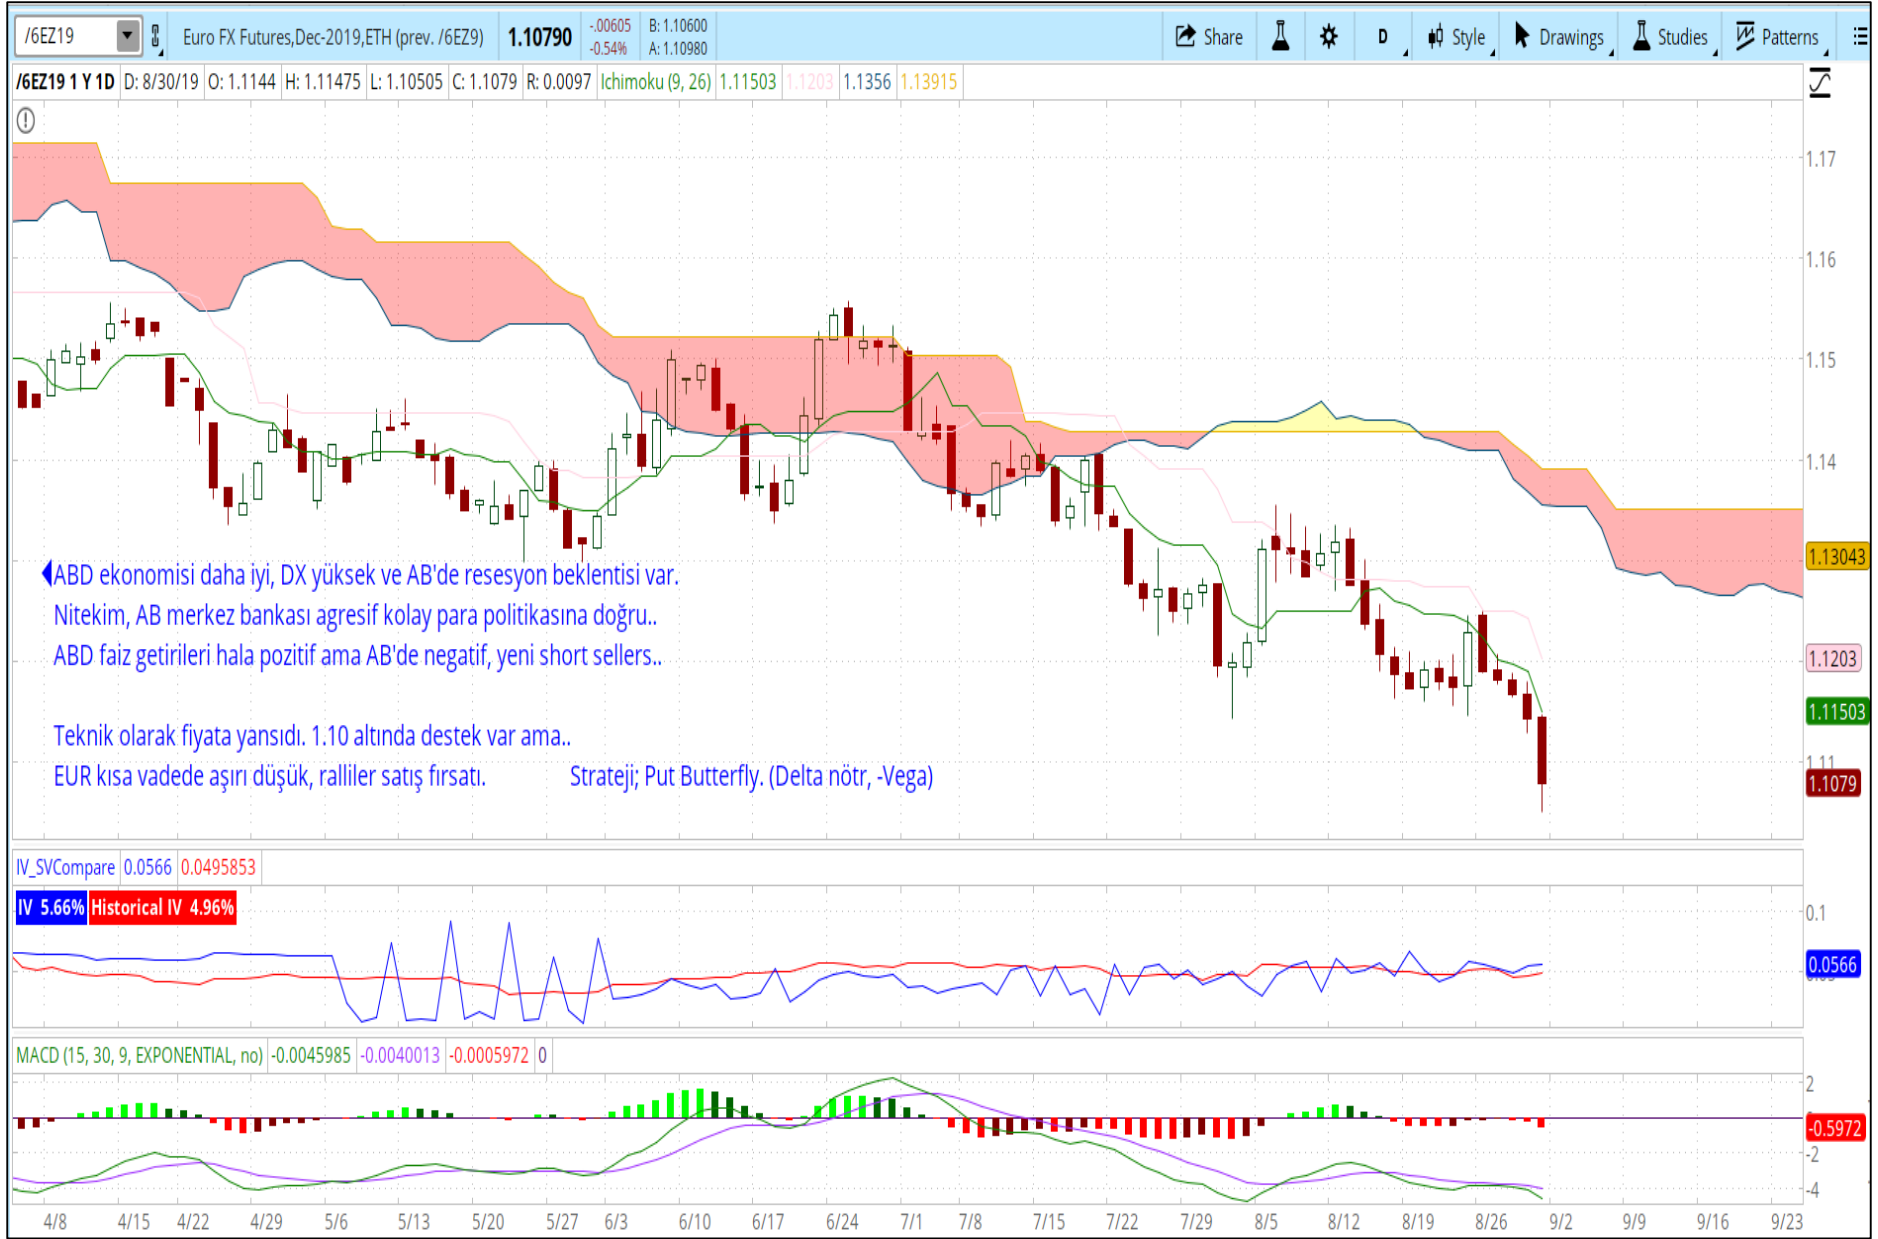 /6EZ19 Euro FX Futures,Dec-2019,ETH (prev. /6EZ9) 1.10790 -.00605 B: 1.10600 Share D Style Drawings Studies Patterns
-0.54% A: 1.10980
/6EZ19 1 Y 1D D: 8/30/19 O: 1.1144 H: 1.11475 L: 1.10505 C: 1.1079 R: 0.0097 Ichimoku (9, 26) 1.11503 1.1203 1.1356 1.13915
1.17
1.16
1.15
1.14
1.13043
ABD ekonomisi daha iyi, DX yüksek ve AB'de resesyon beklentisi var.
Nitekim, AB merkez bankası agresif kolay para politikasına doğru..
ABD faiz getirileri hala pozitif ama AB'de negatif, yeni short sellers..
1.1203
1.11503
Teknik olarak fiyata yansıdı. 1.10 altında destek var ama..
1.11
EUR kısa vadede aşırı düşük, ralliler satış fırsatı. Strateji; Put Butterfly. (Delta nötr, -Vega)
1.1079
IV_SVCompare 0.0566 0.0495853
IV 5.66% Historical IV 4.96%
0.1
0.0566
MACD (15, 30, 9, EXPONENTIAL, no) -0.0045985 -0.0040013 -0.0005972 0
2
-0.5972
-2
-4
4/8 4/15 4/22 4/29 5/6 5/13 5/20 5/27 6/3 6/10 6/17 6/24 7/1 7/8 7/15 7/22 7/29 8/5 8/12 8/19 8/26 9/2 9/9 9/16 9/23